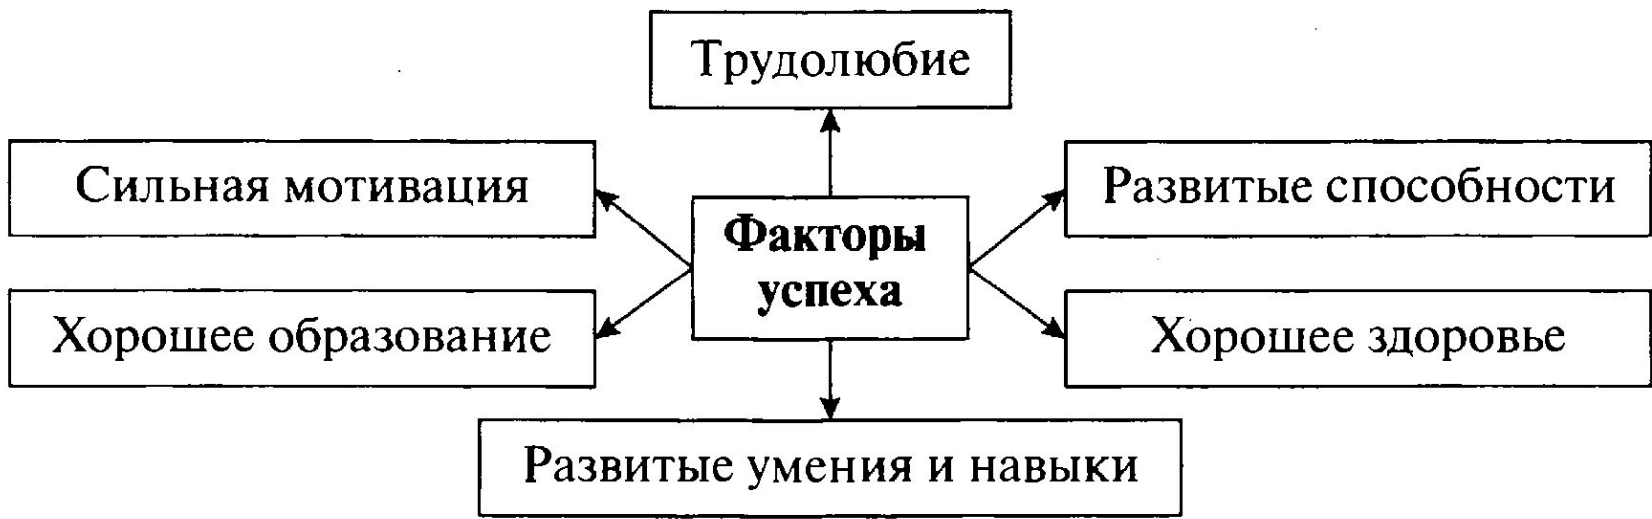 Трудолюбие
Сильная мотивация
Развитые способности
Факторы
успеха
Хорошее образование
Хорошее здоровье
Развитые умения и навыки